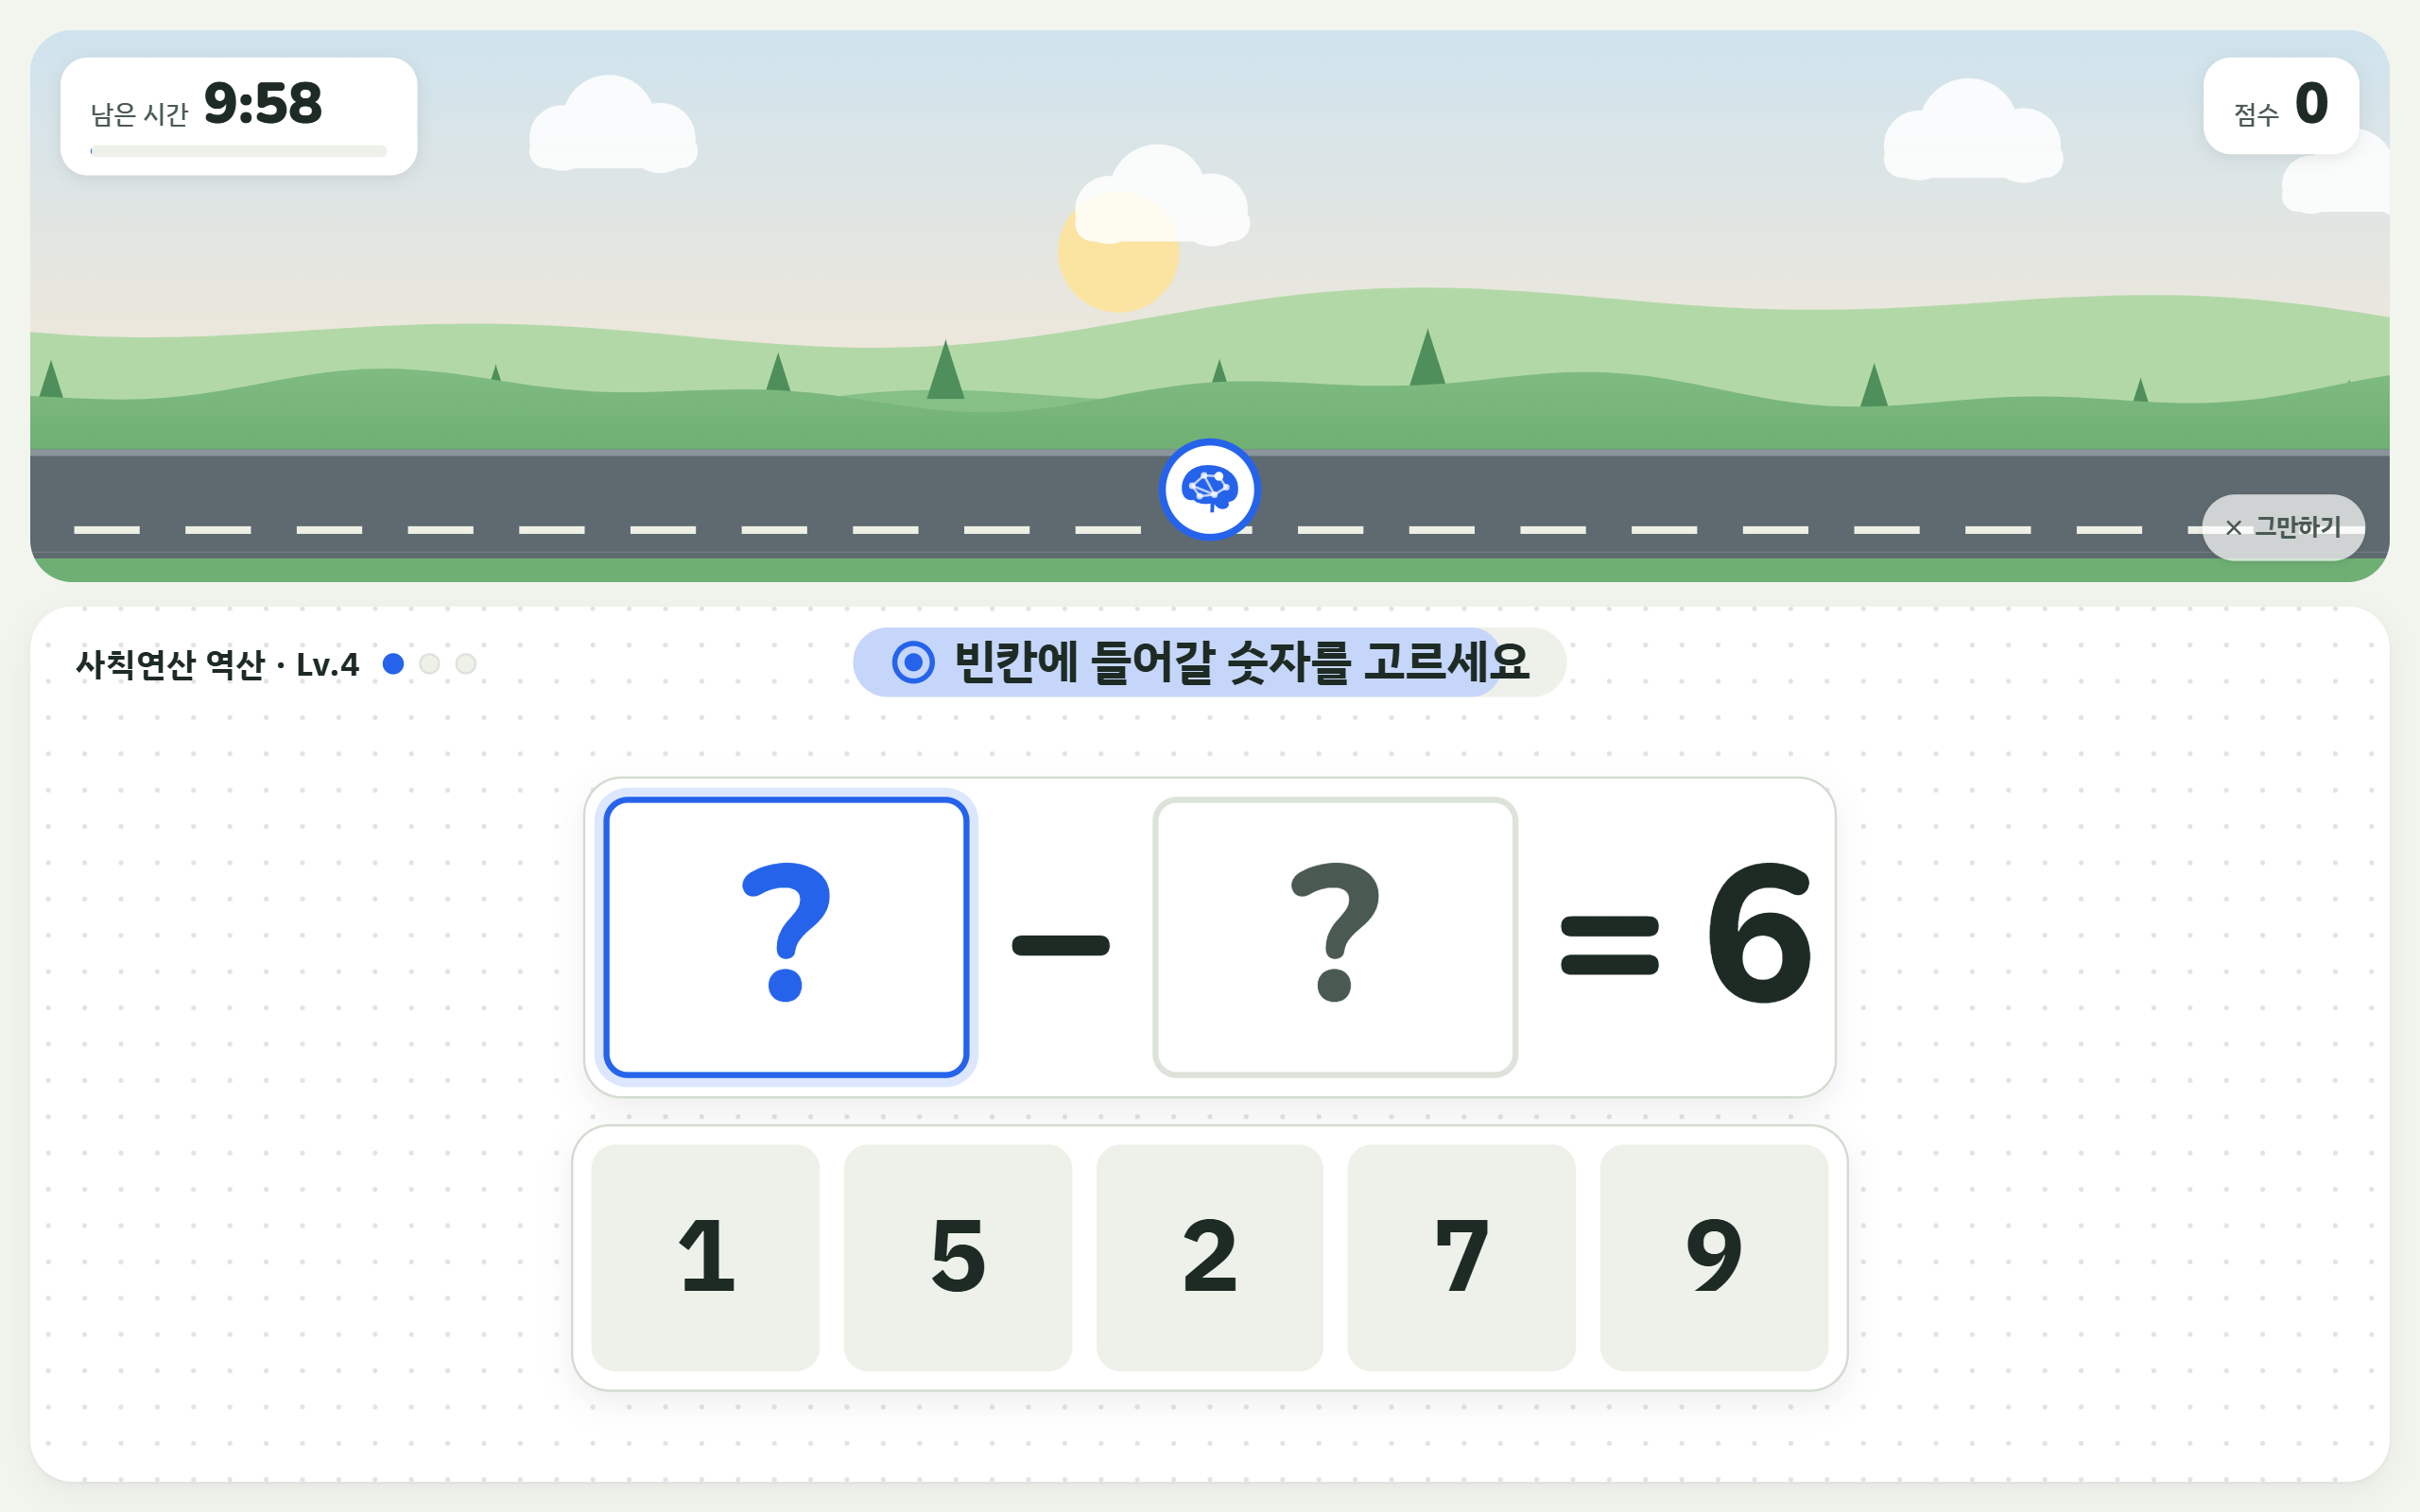 남은 시간 9:58
점수 0
× 그만하기
사칙연산 역산 · Lv.4
빈칸에 들어갈 숫자를 고르세요
? − ? = 6
1 5 2 7 9